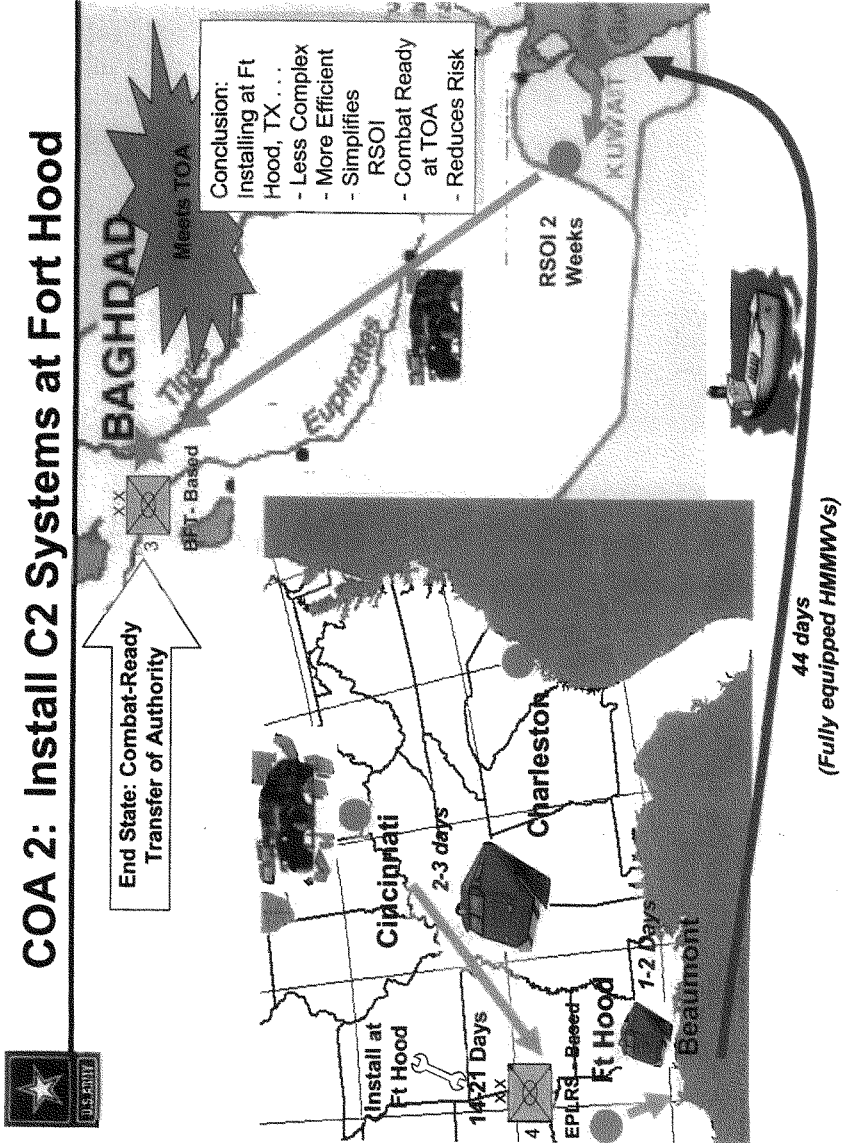 COA 2: Install C2 Systems at Fort Hood
U.S. ARMY
End State: Combat-Ready
Transfer of Authority
BAGHDAD
Meets TOA
Conclusion:
Installing at Ft
Hood, TX . . .
- Less Complex
- More Efficient
- Simplifies
RSOI
- Combat Ready
at TOA
- Reduces Risk
XX
3
BFT - Based
Tigris
Euphrates
RSOI 2
Weeks
KUWAIT
Cincinnati
2-3 days
Charleston
Install at
Ft Hood
14-21 Days
XX
4
EPLRS - Based
Ft Hood
1-2 Days
Beaumont
44 days
(Fully equipped HMMWVs)